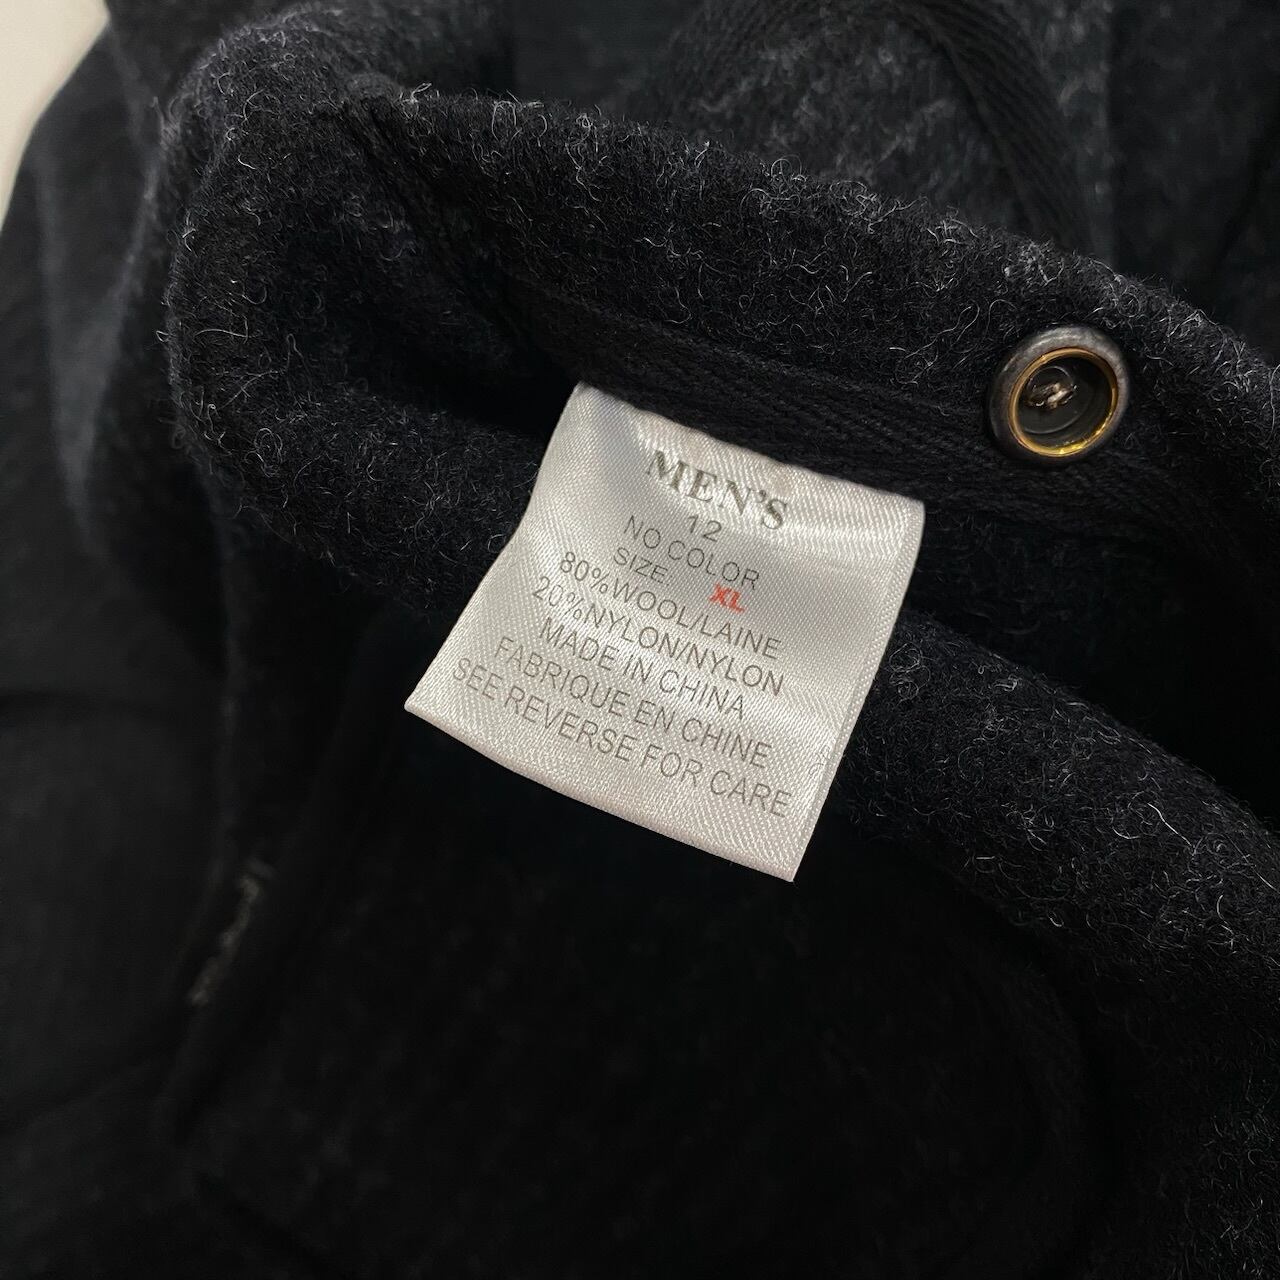 MEN'S
12
NO COLOR
SIZE XL
80%WOOL/LAINE
20%NYLON/NYLON
MADE IN CHINA
FABRIQUE EN CHINE
SEE REVERSE FOR CARE